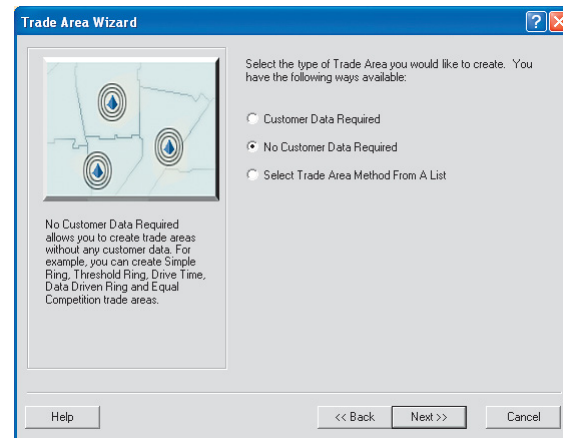 Trade Area Wizard
Select the type of Trade Area you would like to create. You
have the following ways available:
Customer Data Required
No Customer Data Required
Select Trade Area Method From A List
No Customer Data Required
allows you to create trade areas
without any customer data. For
example, you can create Simple
Ring, Threshold Ring, Drive Time,
Data Driven Ring and Equal
Competition trade areas.
Help
<< Back
Next >>
Cancel